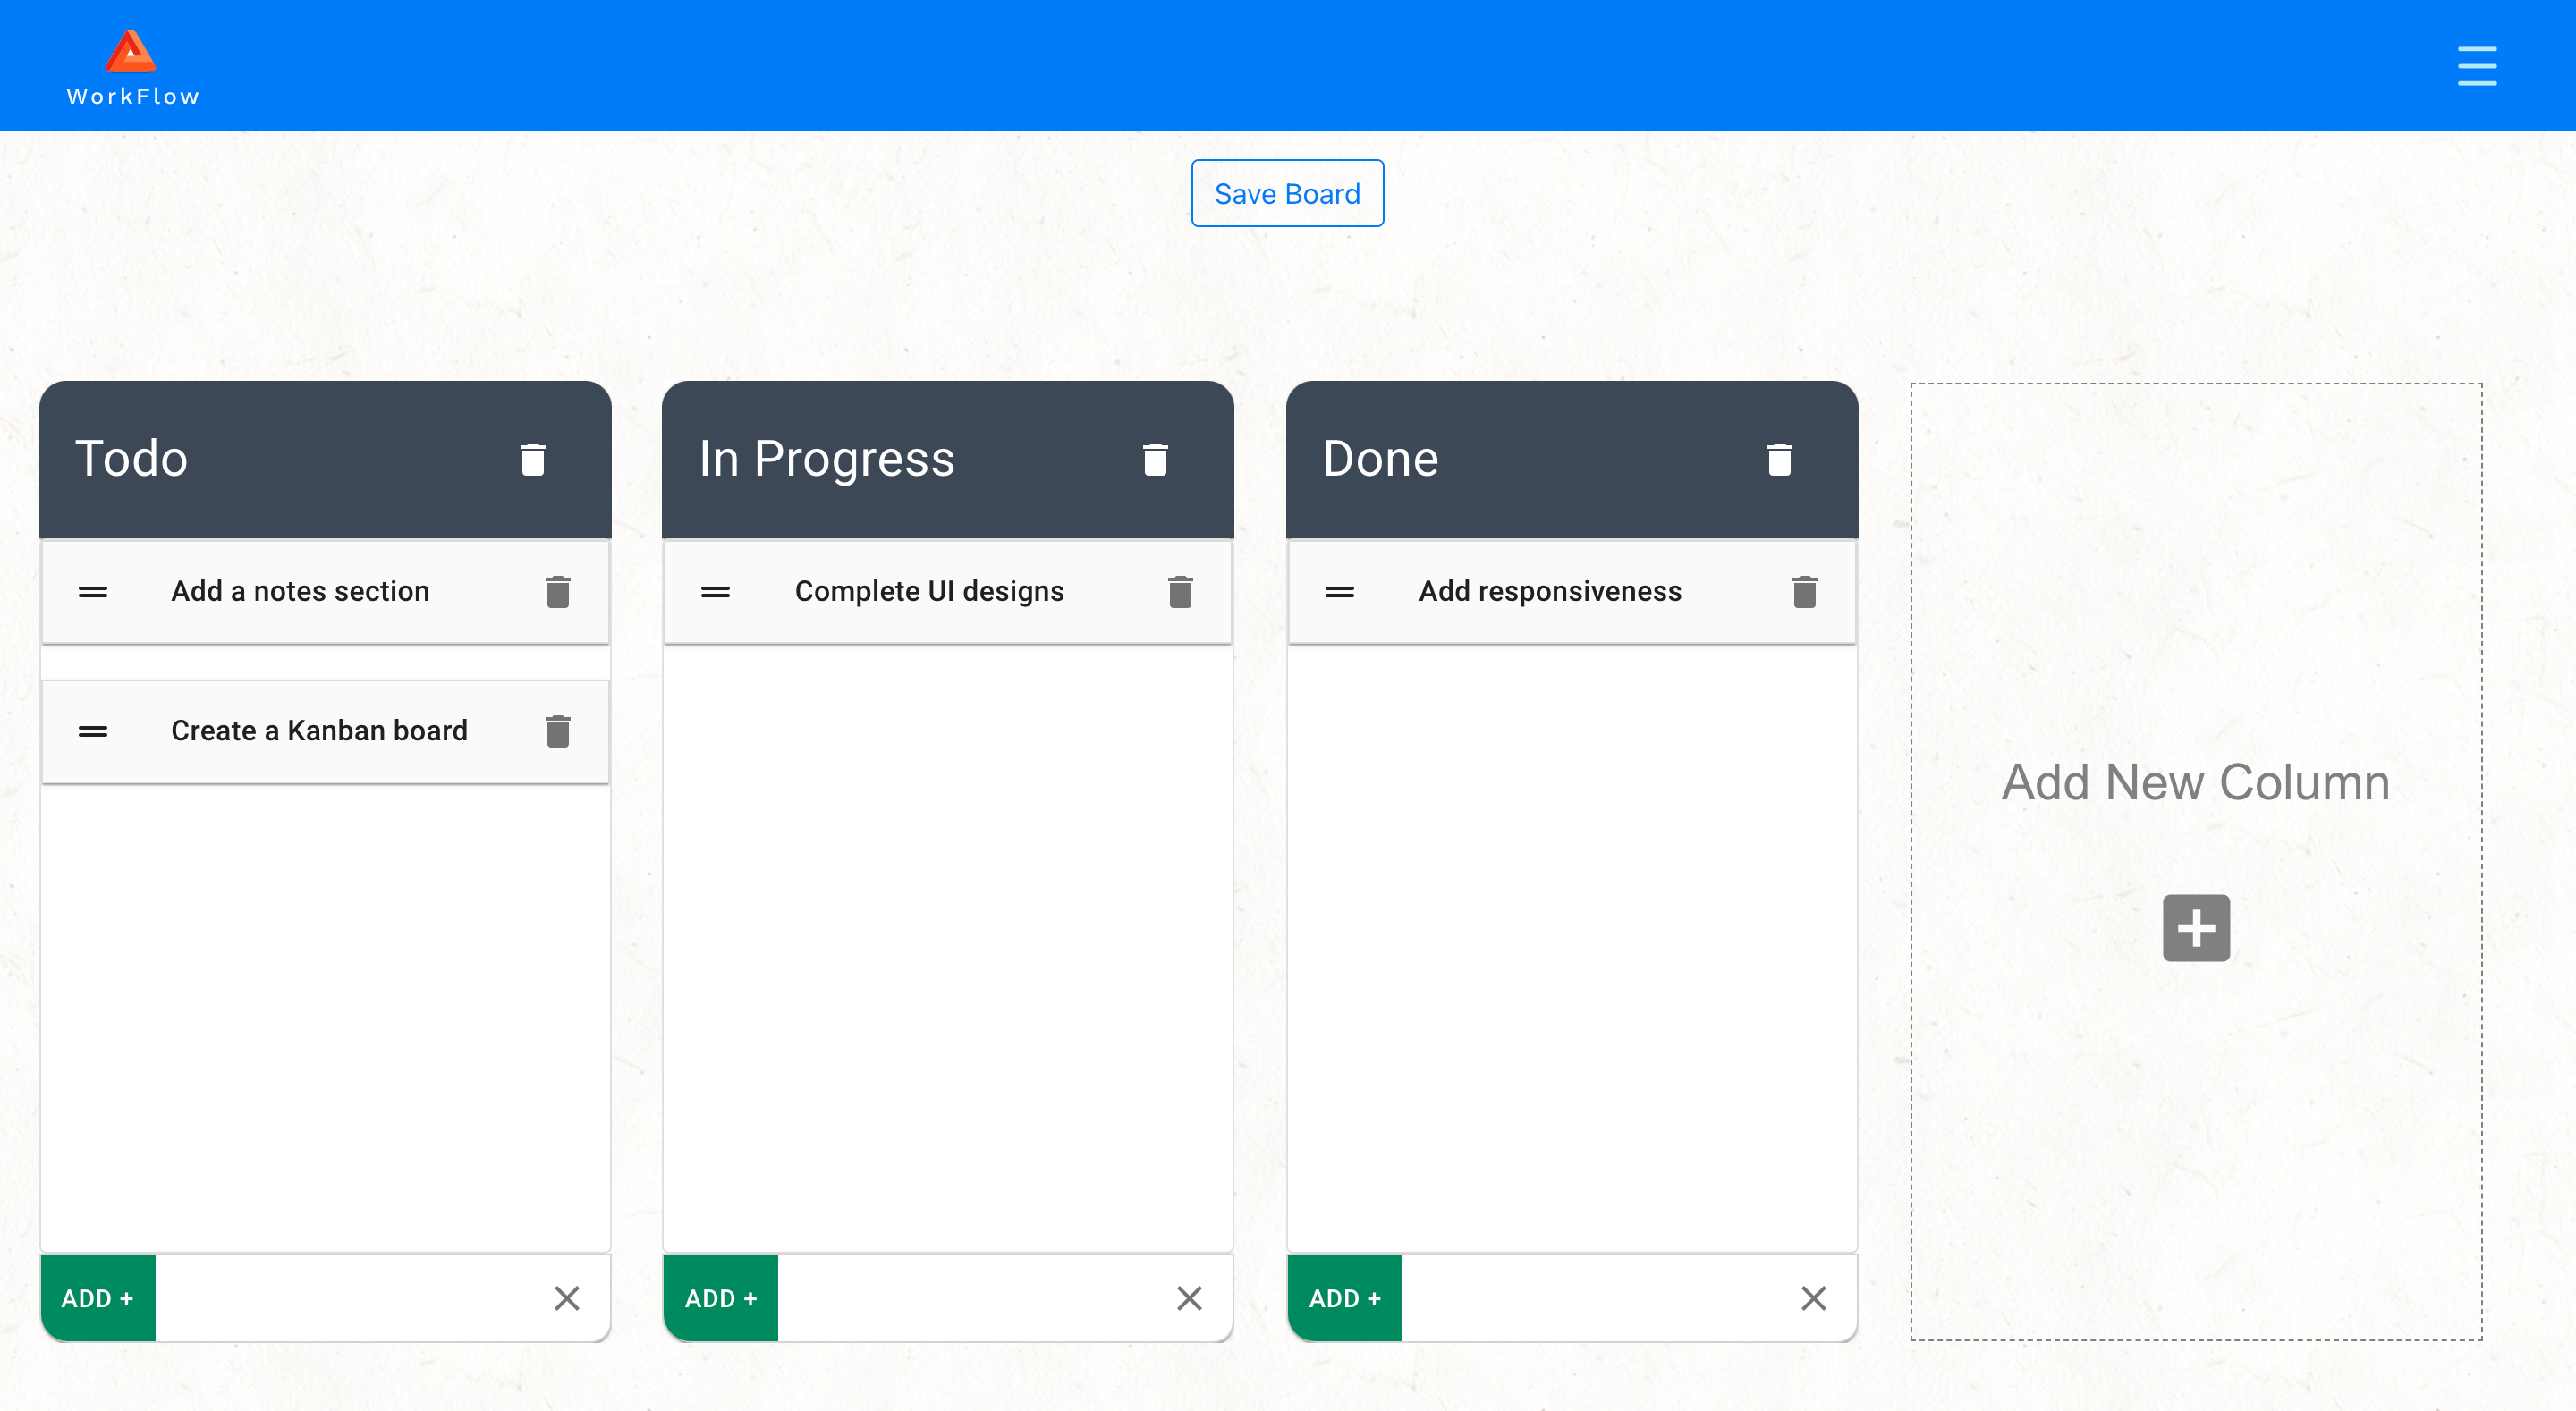 WorkFlow
Save Board
Todo
Add a notes section
Create a Kanban board
ADD +
In Progress
Complete UI designs
ADD +
Done
Add responsiveness
ADD +
Add New Column